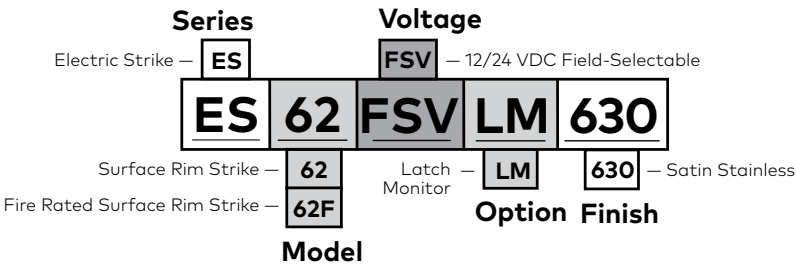 Series
Voltage
Electric Strike — ES
FSV — 12/24 VDC Field-Selectable
ES 62 FSV LM 630
Surface Rim Strike — 62
Latch Monitor — LM
630 — Satin Stainless
Fire Rated Surface Rim Strike — 62F
Option Finish
Model